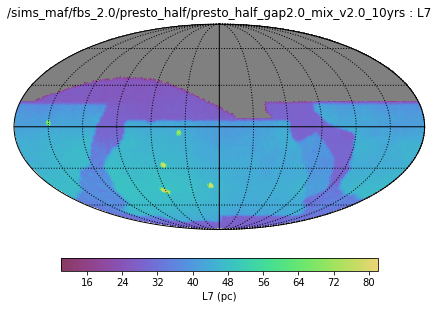 /sims_maf/fbs_2.0/presto_half/presto_half_gap2.0_mix_v2.0_10yrs : L7
16 24 32 40 48 56 64 72 80
L7 (pc)